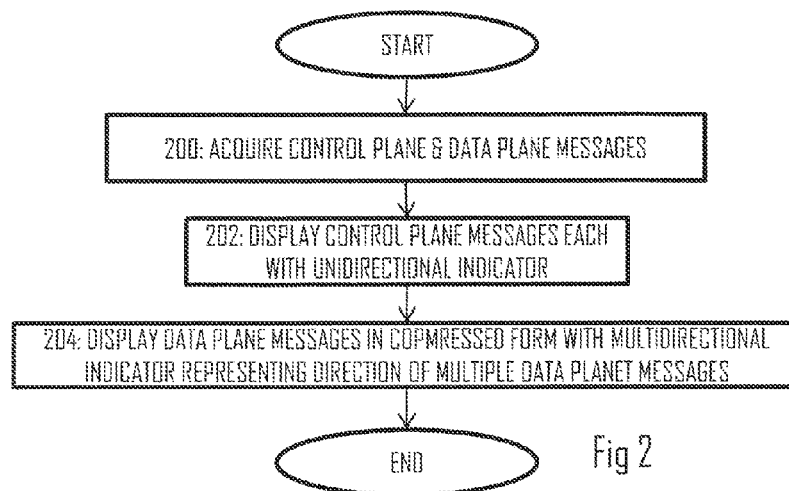 START
200: ACQUIRE CONTROL PLANE & DATA PLANE MESSAGES
202: DISPLAY CONTROL PLANE MESSAGES EACH
WITH UNIDIRECTIONAL INDICATOR
204: DISPLAY DATA PLANE MESSAGES IN COPMRESSED FORM WITH MULTIDIRECTIONAL
INDICATOR REPRESENTING DIRECTION OF MULTIPLE DATA PLANET MESSAGES
END
Fig 2